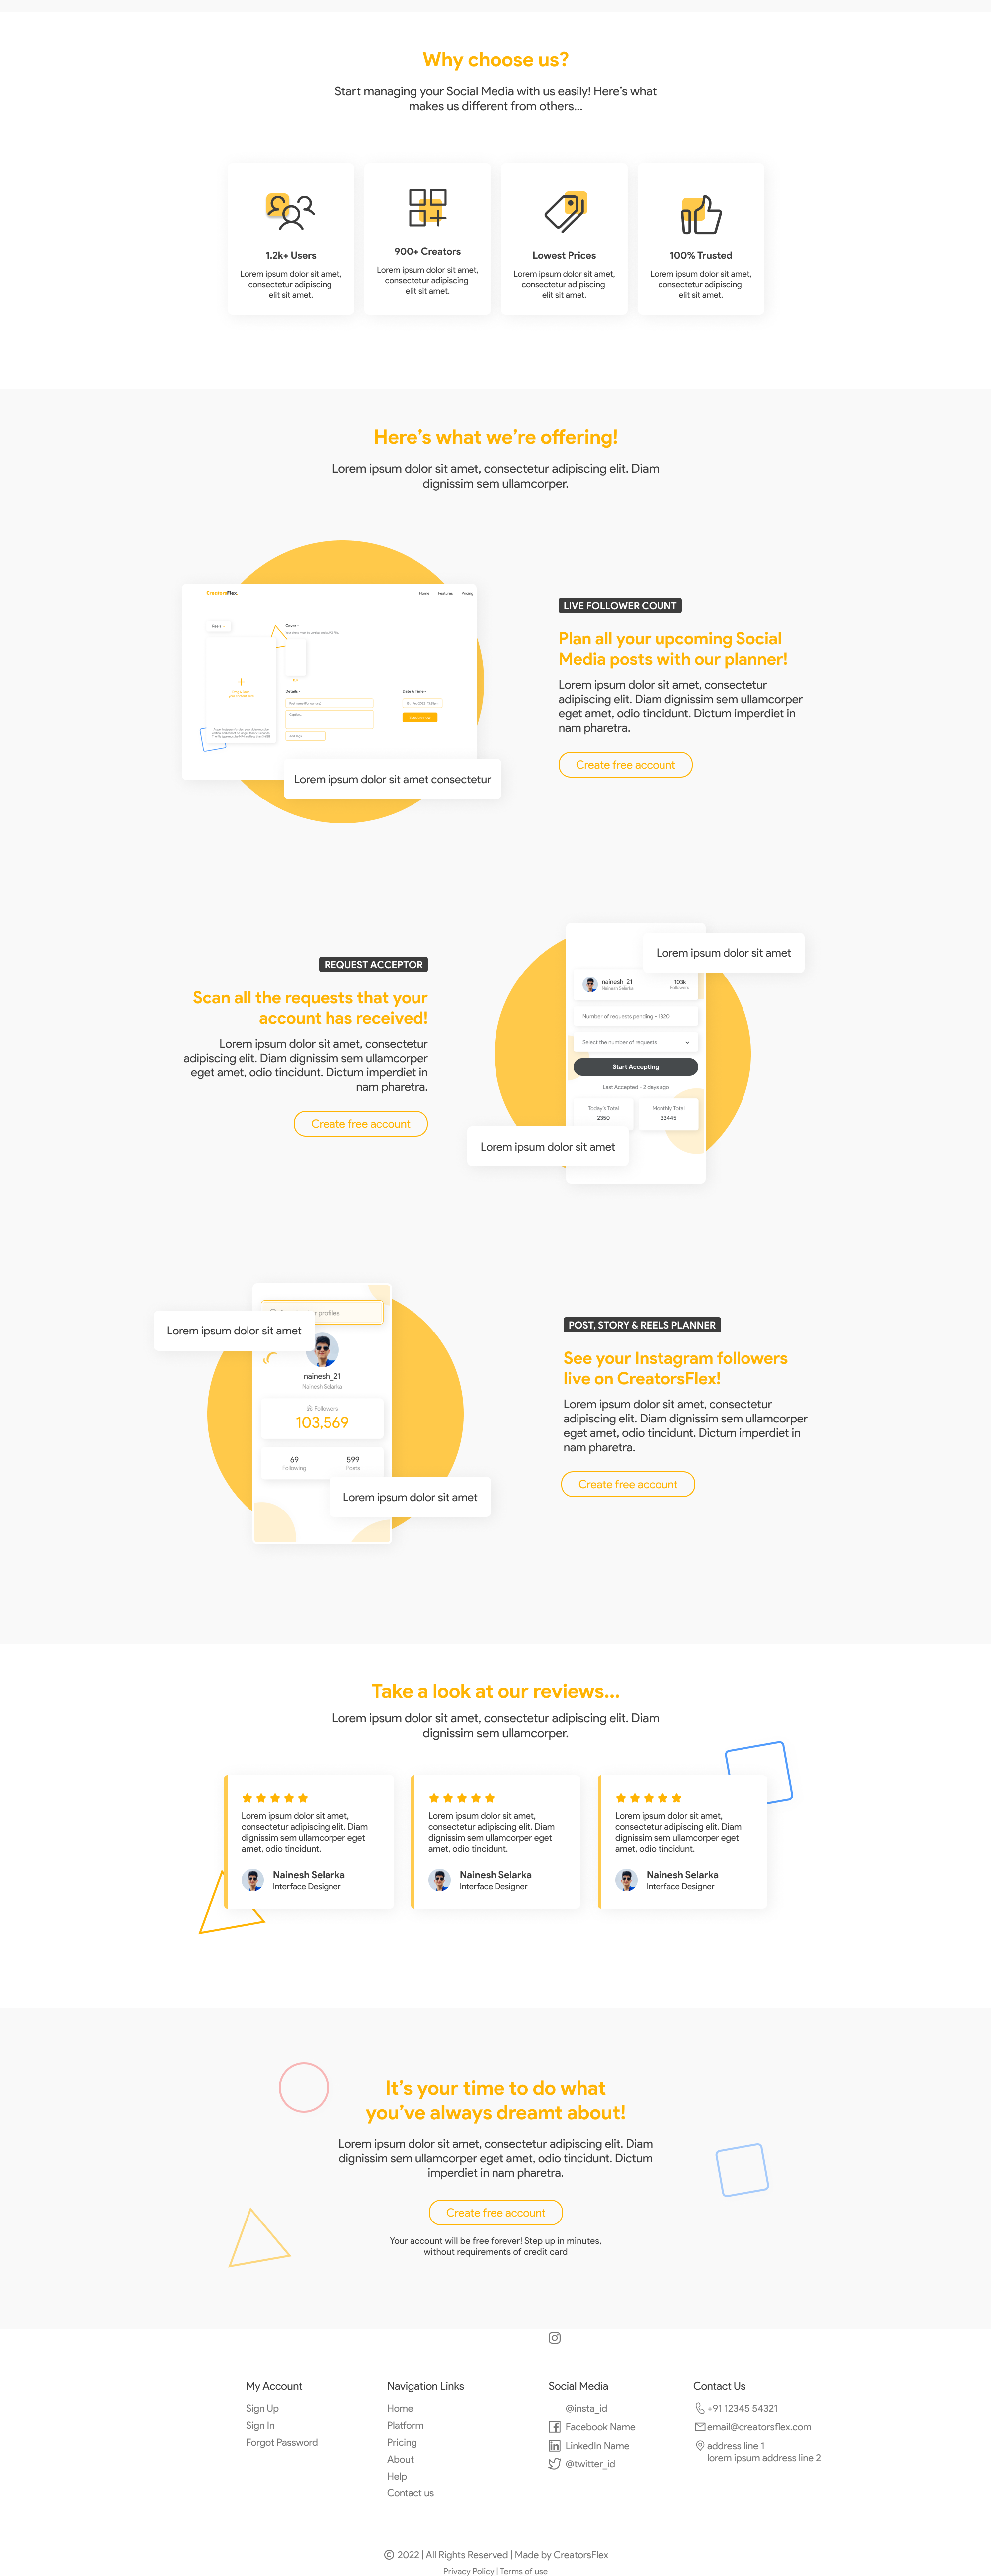 Why choose us?
Start managing your Social Media with us easily! Here's what
makes us different from others...
1.2k+ Users
Lorem ipsum dolor sit amet,
consectetur adipiscing
elit sit amet.
900+ Creators
Lorem ipsum dolor sit amet,
consectetur adipiscing
elit sit amet.
Lowest Prices
Lorem ipsum dolor sit amet,
consectetur adipiscing
elit sit amet.
100% Trusted
Lorem ipsum dolor sit amet,
consectetur adipiscing
elit sit amet.
Here's what we're offering!
Lorem ipsum dolor sit amet, consectetur adipiscing elit. Diam
dignissim sem ullamcorper.
CreatorsFlex
Home Features Pricing
Tools
Cover -
Details -
Date & Time -
Caption...
Add Tags
Schedule now
Lorem ipsum dolor sit amet consectetur
LIVE FOLLOWER COUNT
Plan all your upcoming Social
Media posts with our planner!
Lorem ipsum dolor sit amet, consectetur
adipiscing elit. Diam dignissim sem ullamcorper
eget amet, odio tincidunt. Dictum imperdiet in
nam pharetra.
Create free account
REQUEST ACCEPTOR
Scan all the requests that your
account has received!
Lorem ipsum dolor sit amet, consectetur
adipiscing elit. Diam dignissim sem ullamcorper
eget amet, odio tincidunt. Dictum imperdiet in
nam pharetra.
Create free account
Lorem ipsum dolor sit amet
nainesh_21
Nainesh Selarka
103k
Followers
Number of requests pending - 1320
Select the number of requests
Start Accepting
Last Accepted - 2 days ago
Today's Total
2350
Monthly Total
33445
Lorem ipsum dolor sit amet
profiles
Lorem ipsum dolor sit amet
nainesh_21
Nainesh Selarka
Followers
103,569
69
Following
599
Posts
Lorem ipsum dolor sit amet
POST, STORY & REELS PLANNER
See your Instagram followers
live on CreatorsFlex!
Lorem ipsum dolor sit amet, consectetur
adipiscing elit. Diam dignissim sem ullamcorper
eget amet, odio tincidunt. Dictum imperdiet in
nam pharetra.
Create free account
Take a look at our reviews...
Lorem ipsum dolor sit amet, consectetur adipiscing elit. Diam
dignissim sem ullamcorper.
Lorem ipsum dolor sit amet,
consectetur adipiscing elit. Diam
dignissim sem ullamcorper eget
amet, odio tincidunt.
Nainesh Selarka
Interface Designer
Lorem ipsum dolor sit amet,
consectetur adipiscing elit. Diam
dignissim sem ullamcorper eget
amet, odio tincidunt.
Nainesh Selarka
Interface Designer
Lorem ipsum dolor sit amet,
consectetur adipiscing elit. Diam
dignissim sem ullamcorper eget
amet, odio tincidunt.
Nainesh Selarka
Interface Designer
It's your time to do what
you've always dreamt about!
Lorem ipsum dolor sit amet, consectetur adipiscing elit. Diam
dignissim sem ullamcorper eget amet, odio tincidunt. Dictum
imperdiet in nam pharetra.
Create free account
Your account will be free forever! Step up in minutes,
without requirements of credit card
My Account
Sign Up
Sign In
Forgot Password
Navigation Links
Home
Platform
Pricing
About
Help
Contact us
Social Media
@insta_id
Facebook Name
LinkedIn Name
@twitter_id
Contact Us
+91 12345 54321
email@creatorsflex.com
address line 1
lorem ipsum address line 2
© 2022 | All Rights Reserved | Made by CreatorsFlex
Privacy Policy | Terms of use